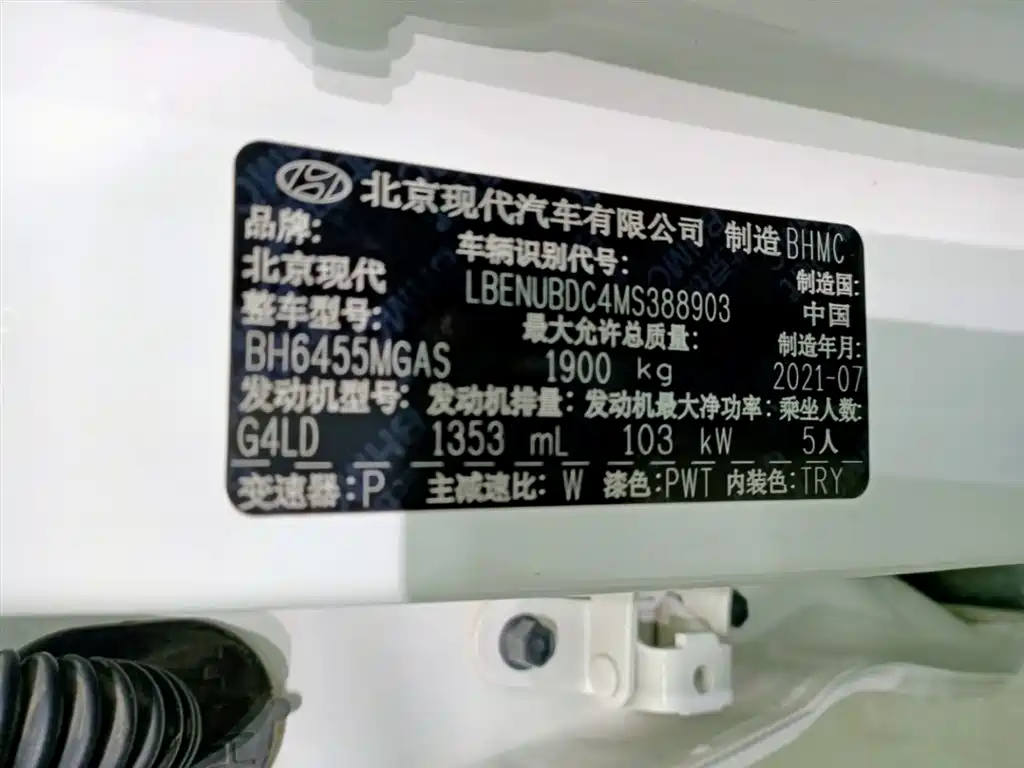 北京现代汽车有限公司 制造 BHMC
品牌: 车辆识别代号: 制造国:
北京现代 LBENUBDC4MS388903 中国
整车型号: 最大允许总质量: 制造年月:
BH6455MGAS 1900 kg 2021-07
发动机型号: 发动机排量: 发动机最大净功率: 乘坐人数:
G4LD 1353 mL 103 kW 5人
变速器: P 主减速比: W 漆色: PWT 内装色: TRY